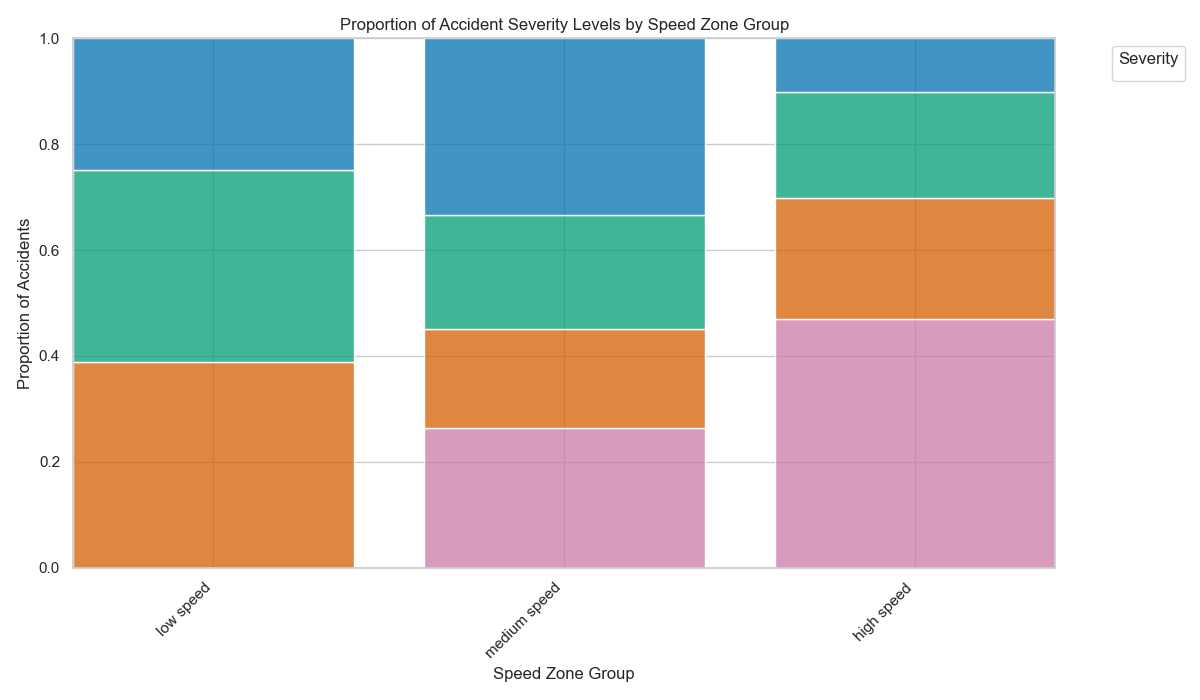 Proportion of Accident Severity Levels by Speed Zone Group
Severity
Proportion of Accidents
1.0
0.8
0.6
0.4
0.2
0.0
low speed
medium speed
high speed
Speed Zone Group